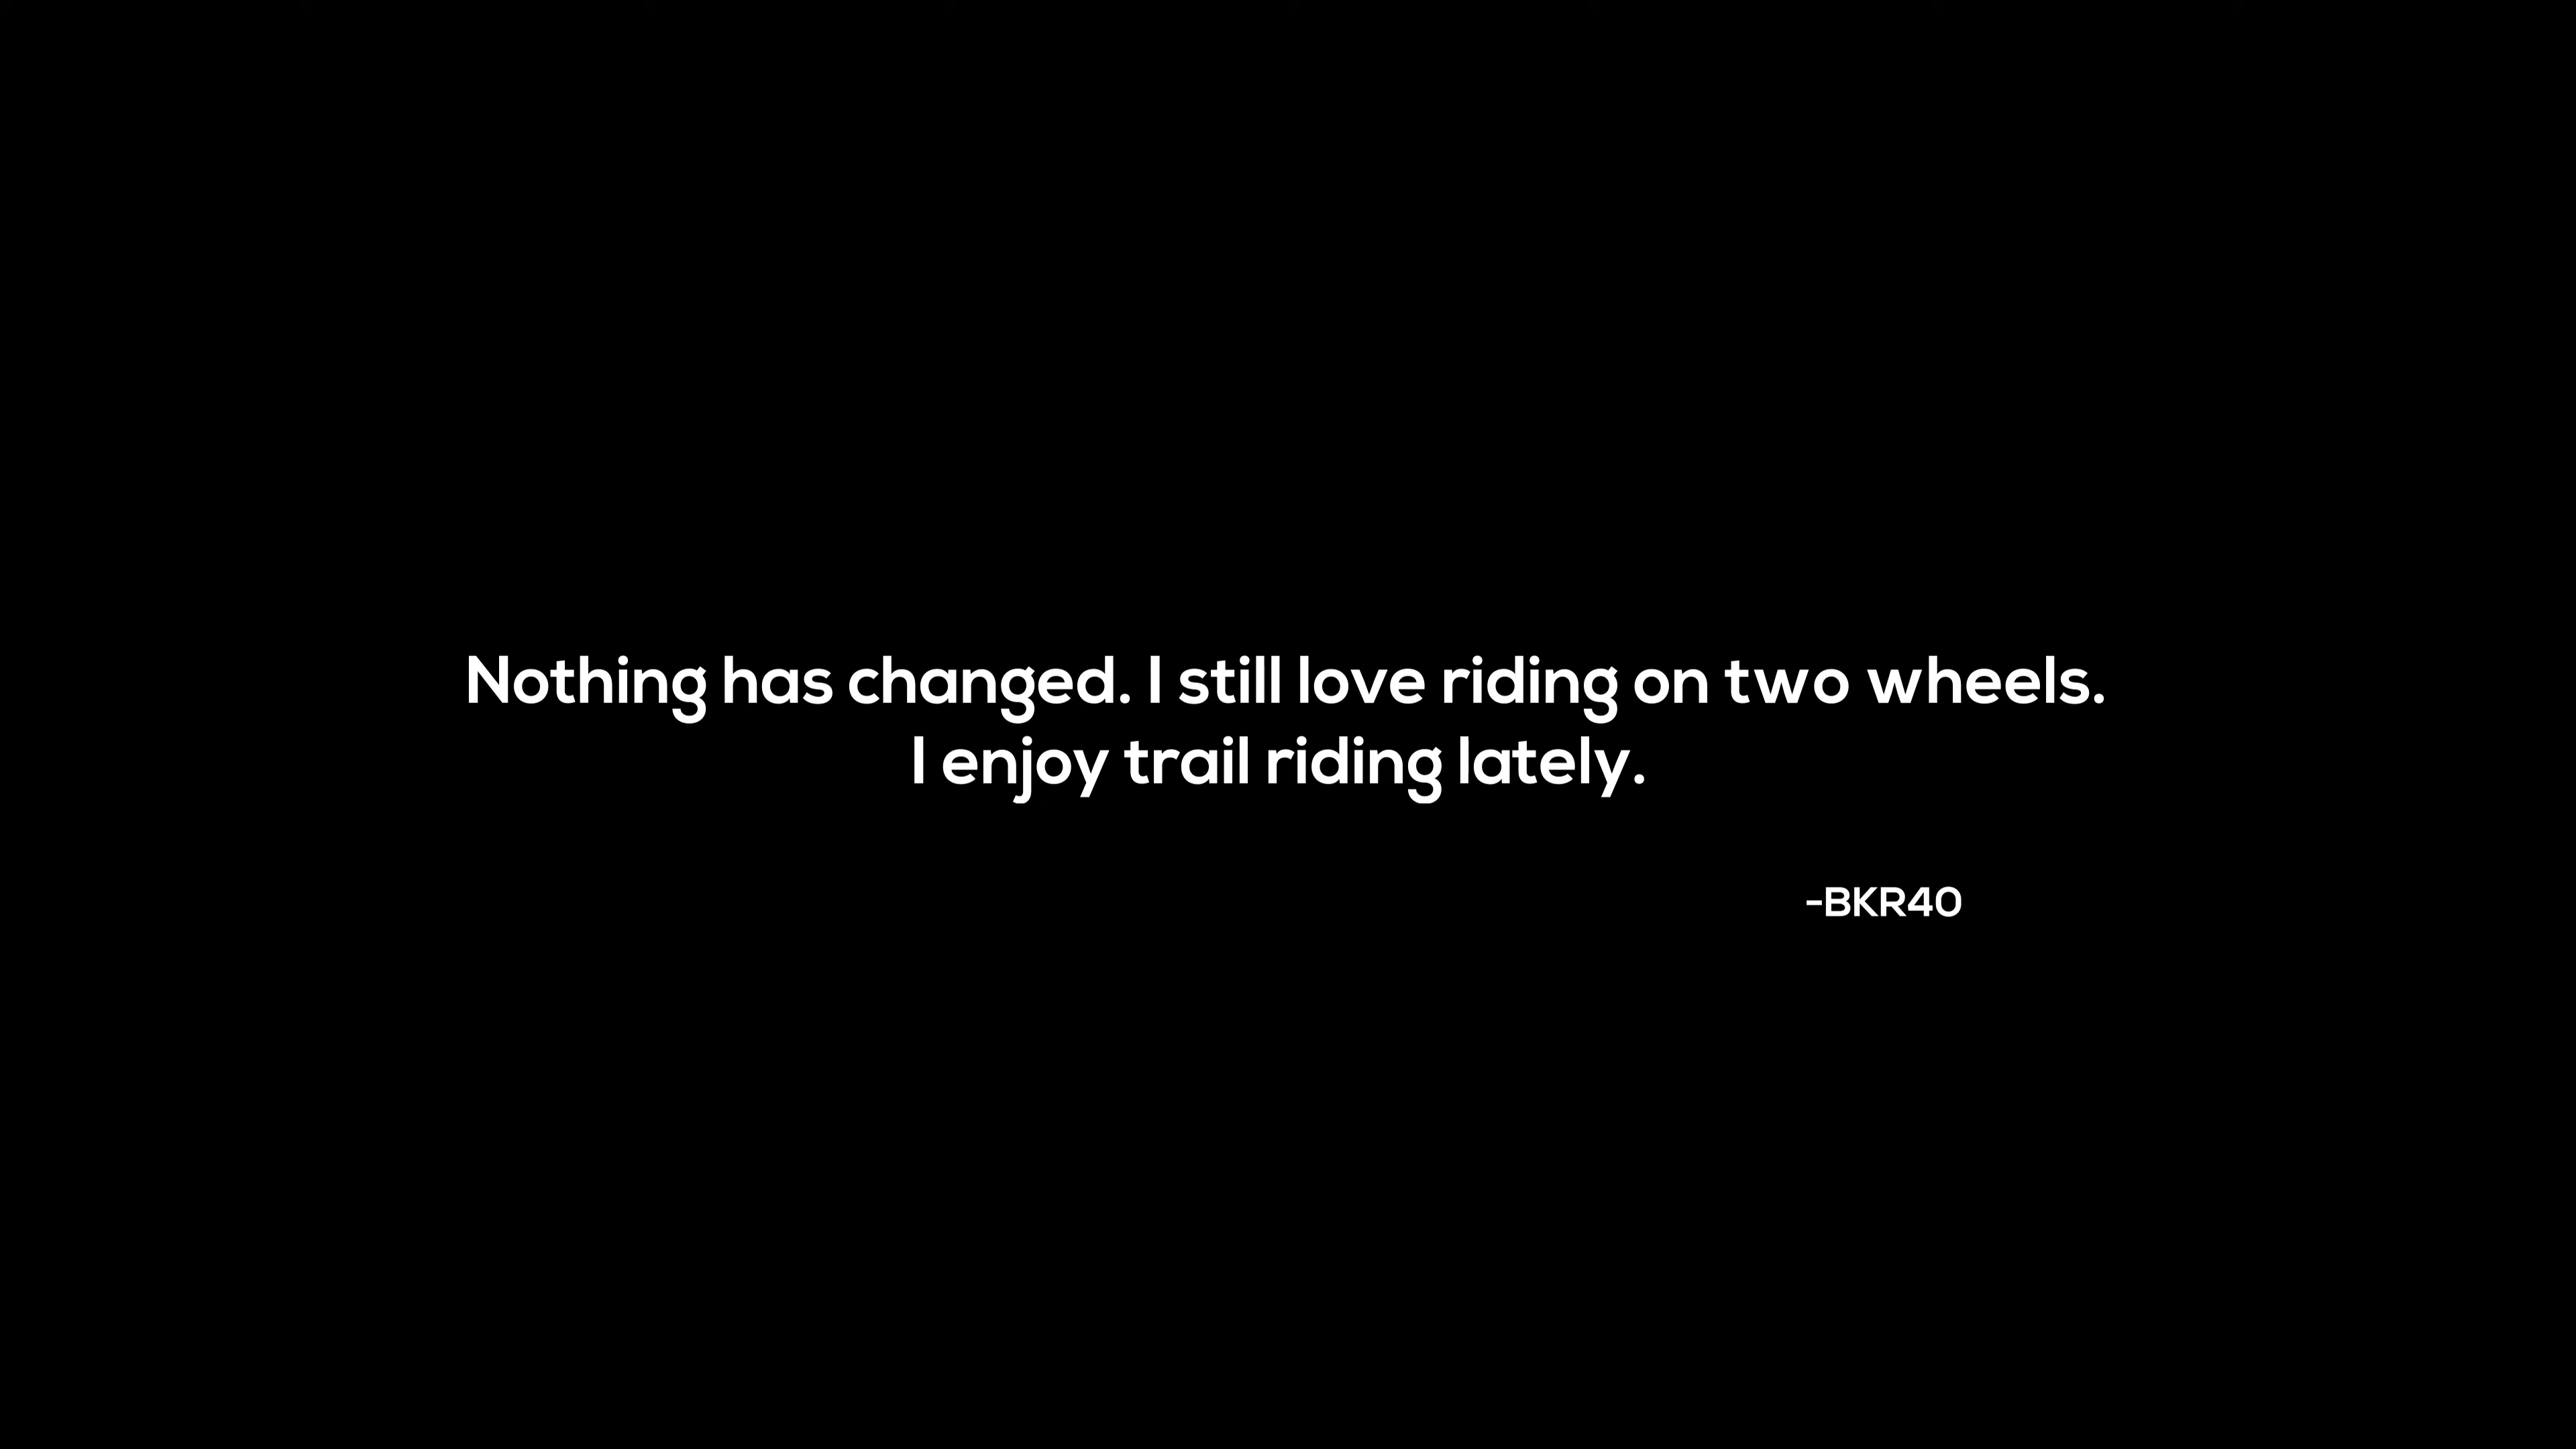 Nothing has changed. I still love riding on two wheels.
I enjoy trail riding lately.
-BKR40